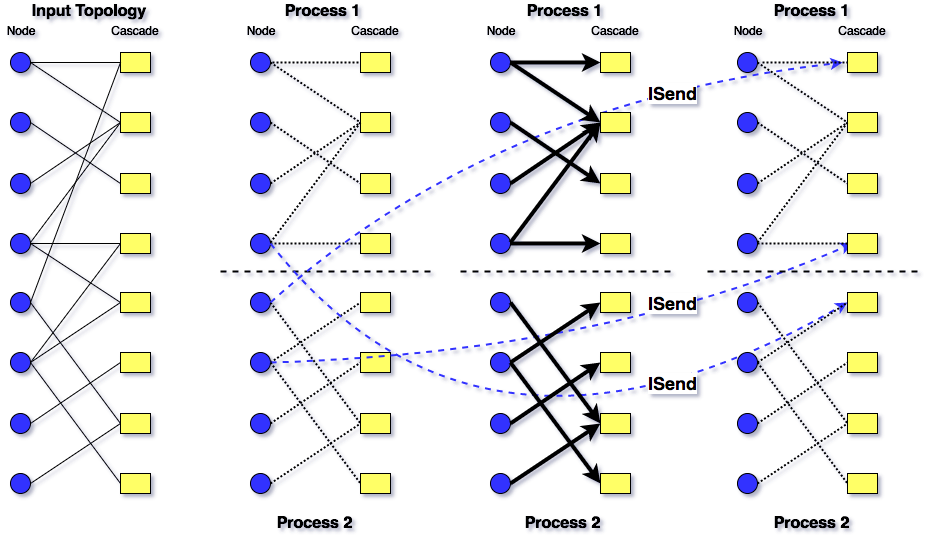 Input Topology
Process 1
Process 1
Process 1
Node
Cascade
Node
Cascade
Node
Cascade
Node
Cascade
ISend
ISend
ISend
Process 2
Process 2
Process 2